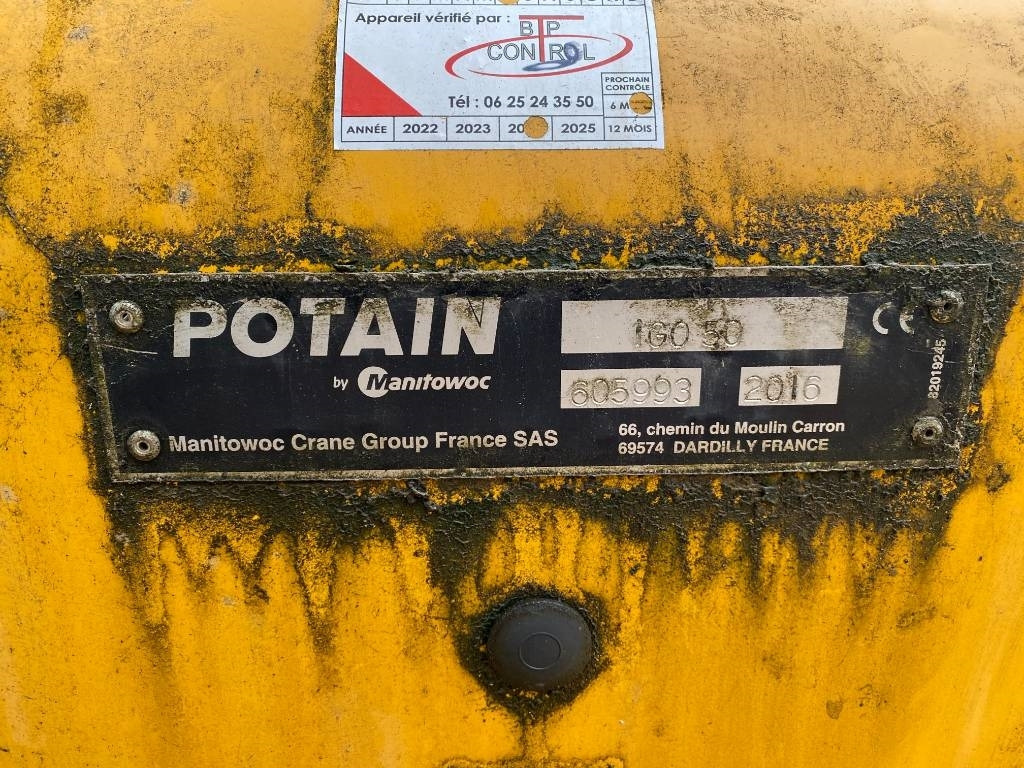 Appareil vérifié par :
BTP
CONTROL
PROCHAIN
CONTRÔLE
Tél : 06 25 24 35 50
6 M
ANNÉE 2022 2023 20 2025 12 MOIS
POTAIN
IGO 50
CE
by Manitowoc
605993 2016
82019245
Manitowoc Crane Group France SAS
66, chemin du Moulin Carron
69574 DARDILLY FRANCE